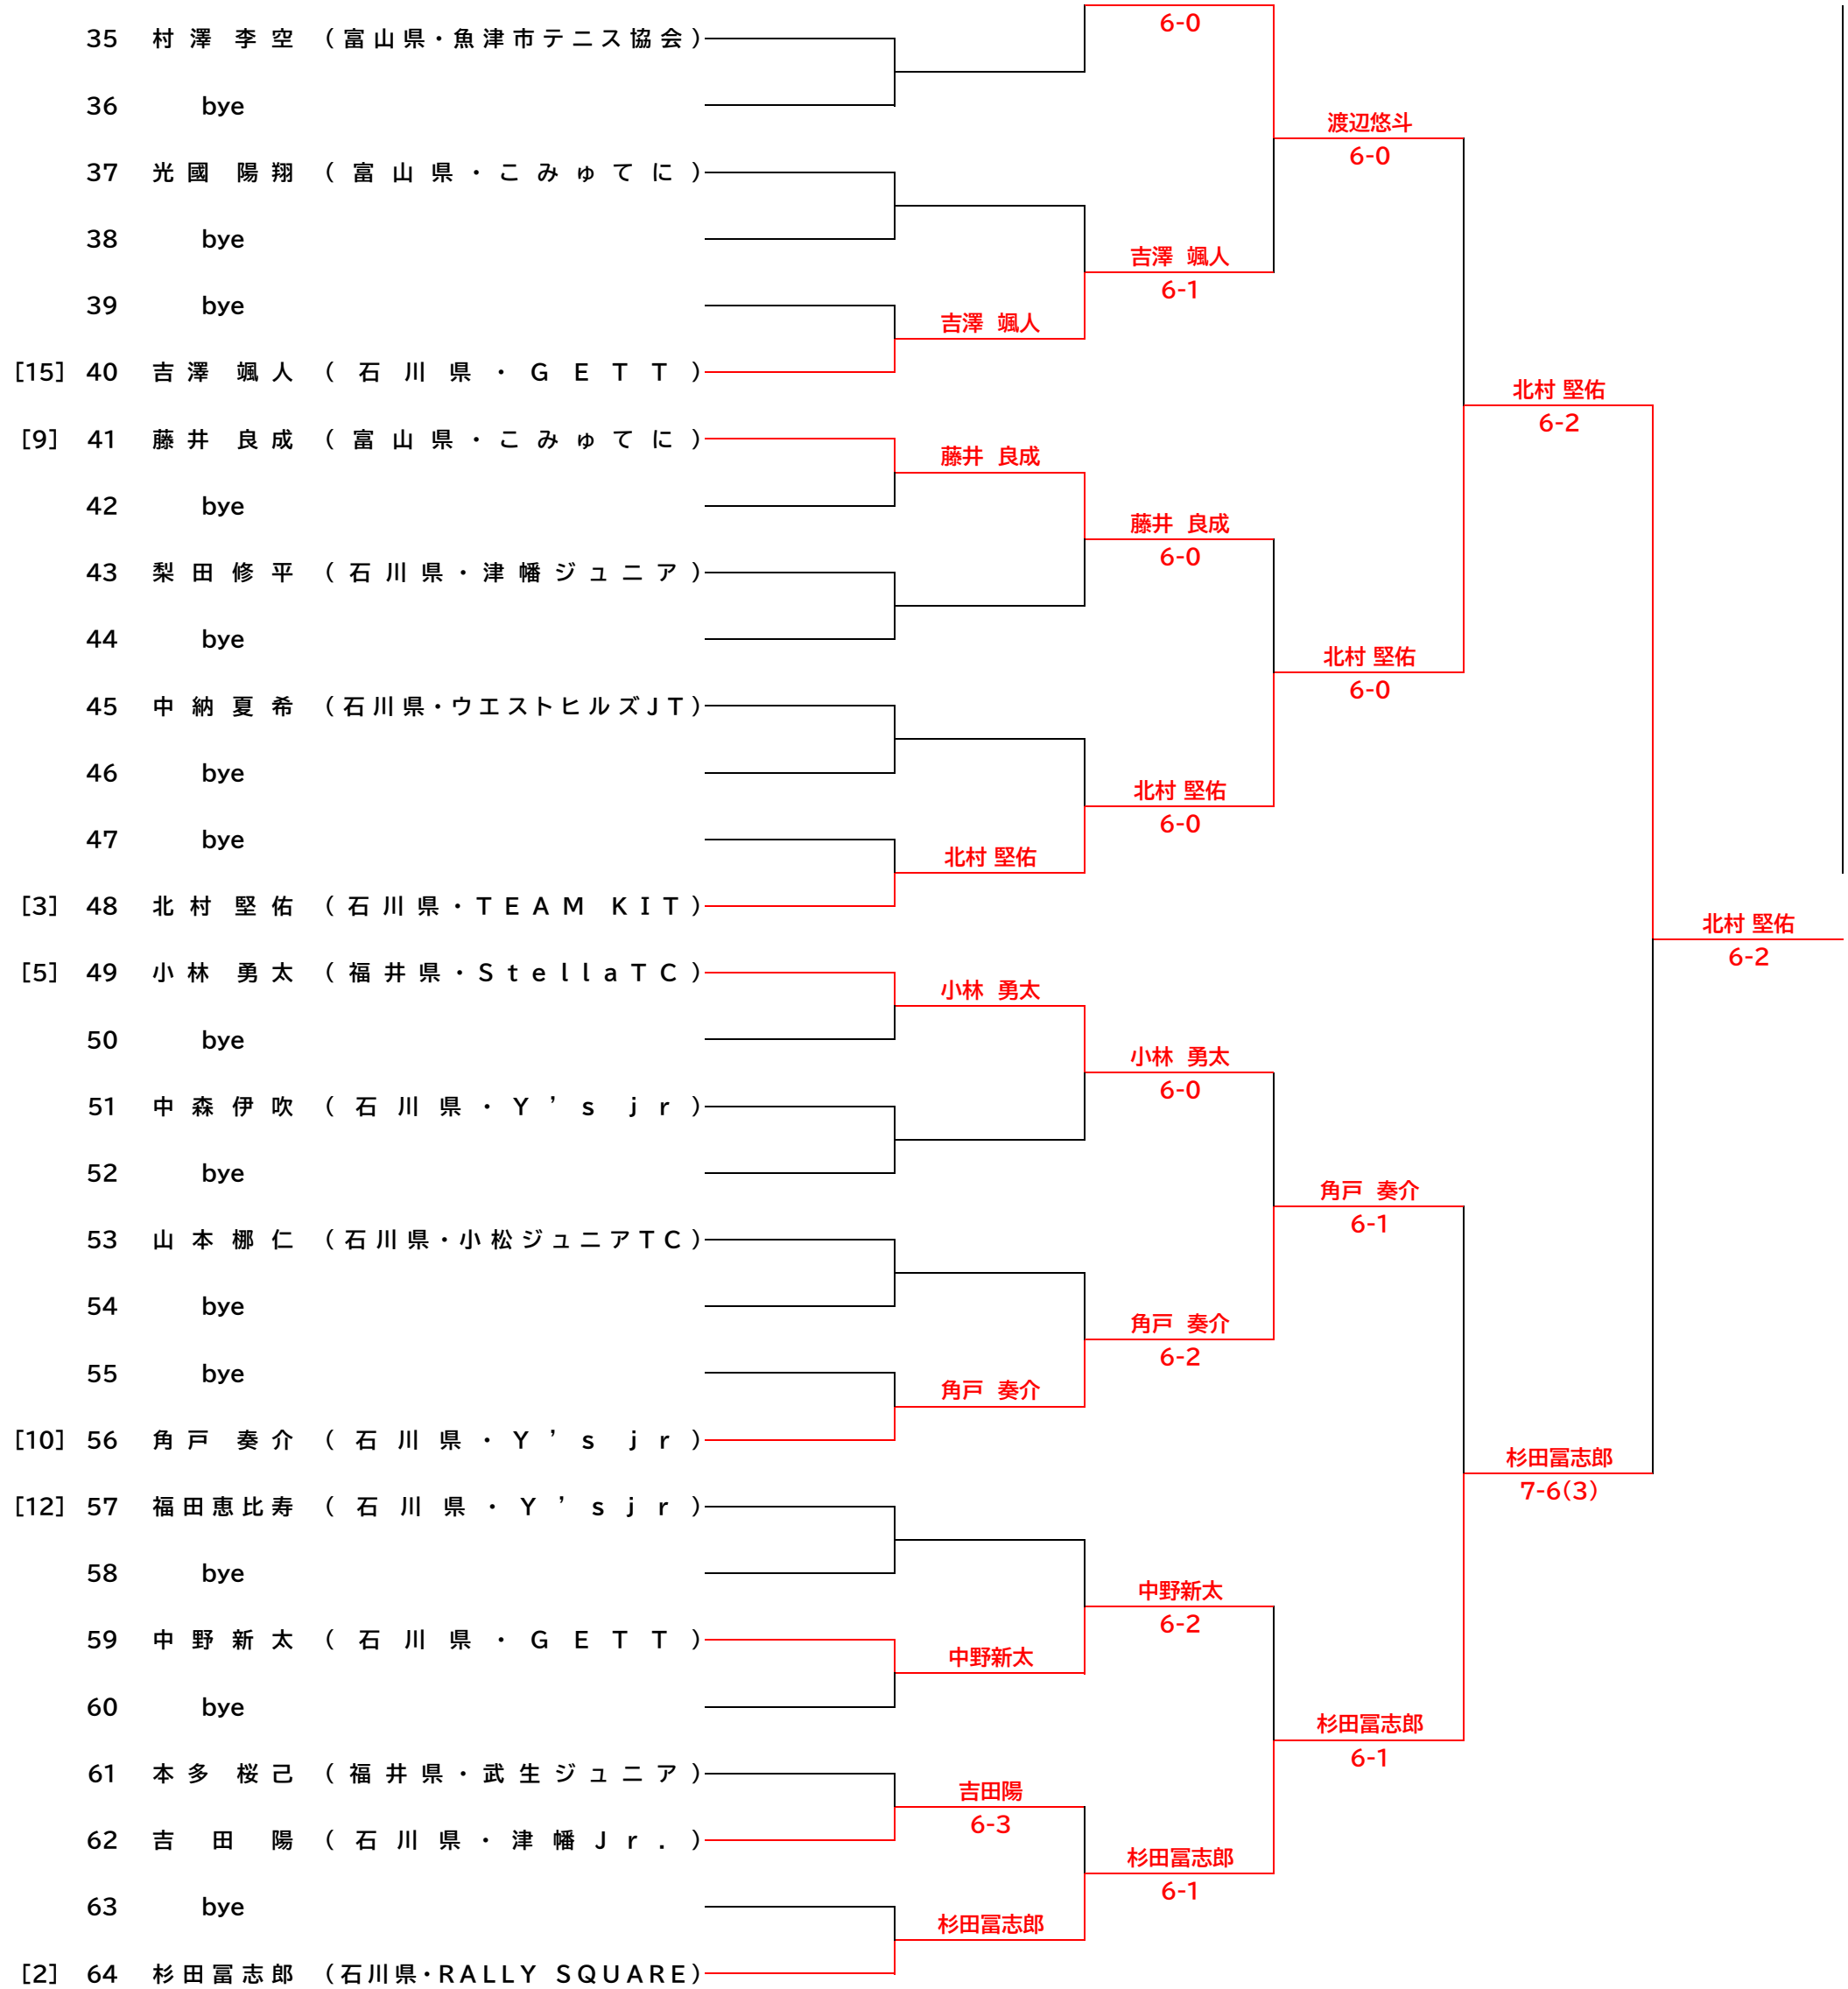 6-0
35 村澤 李空 (富山県・魚津市テニス協会)
36 bye
渡辺悠斗
6-0
37 光國 陽翔 (富山県・こみゅてに)
38 bye
吉澤 颯人
6-1
39 bye
吉澤 颯人
[15] 40 吉澤 颯人 (石川県・GETT)
北村 堅佑
6-2
[9] 41 藤井 良成 (富山県・こみゅてに)
藤井 良成
42 bye
藤井 良成
6-0
43 梨田修平 (石川県・津幡ジュニア)
44 bye
北村 堅佑
6-0
45 中納夏希 (石川県・ウエストヒルズJT)
46 bye
北村 堅佑
6-0
47 bye
北村 堅佑
[3] 48 北村 堅佑 (石川県・TEAM KIT)
北村 堅佑
6-2
[5] 49 小林 勇太 (福井県・StellaTC)
小林 勇太
50 bye
小林 勇太
6-0
51 中森伊吹 (石川県・Y’s jr)
52 bye
角戸 奏介
6-1
53 山本梛仁 (石川県・小松ジュニアTC)
54 bye
角戸 奏介
6-2
55 bye
角戸 奏介
[10] 56 角戸 奏介 (石川県・Y’s jr)
杉田冨志郎
7-6(3)
[12] 57 福田恵比寿 (石川県・Y’sjr)
58 bye
中野新太
6-2
59 中野新太 (石川県・GETT)
中野新太
60 bye
杉田冨志郎
6-1
61 本多 桜己 (福井県・武生ジュニア)
吉田陽
6-3
62 吉田陽 (石川県・津幡Jr.)
杉田冨志郎
6-1
63 bye
杉田冨志郎
[2] 64 杉田冨志郎 (石川県・RALLY SQUARE)